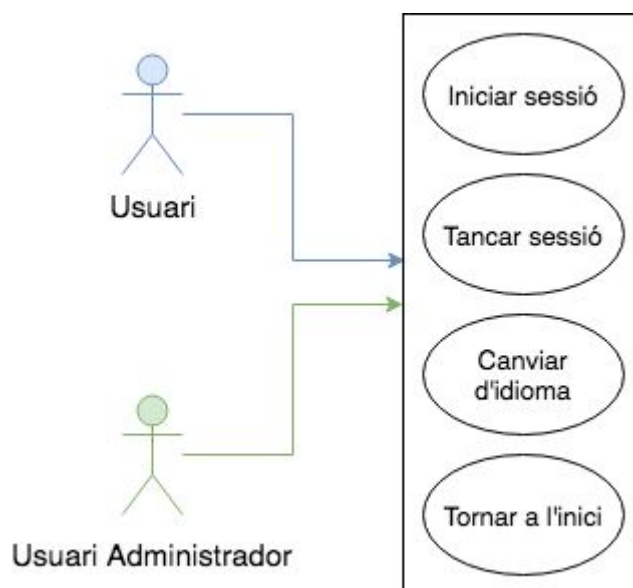 Iniciar sessió
Usuari
Tancar sessió
Canviar
d'idioma
Tornar a l'inici
Usuari Administrador